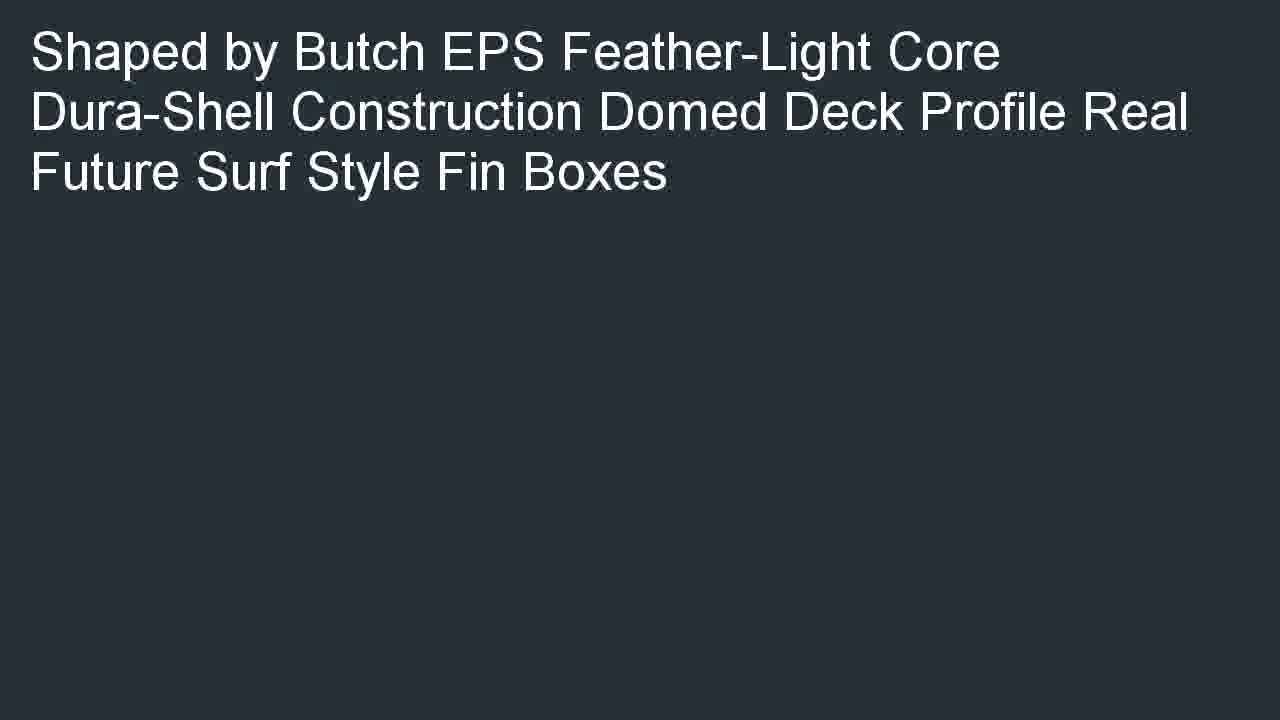 Shaped by Butch EPS Feather-Light Core
Dura-Shell Construction Domed Deck Profile Real
Future Surf Style Fin Boxes